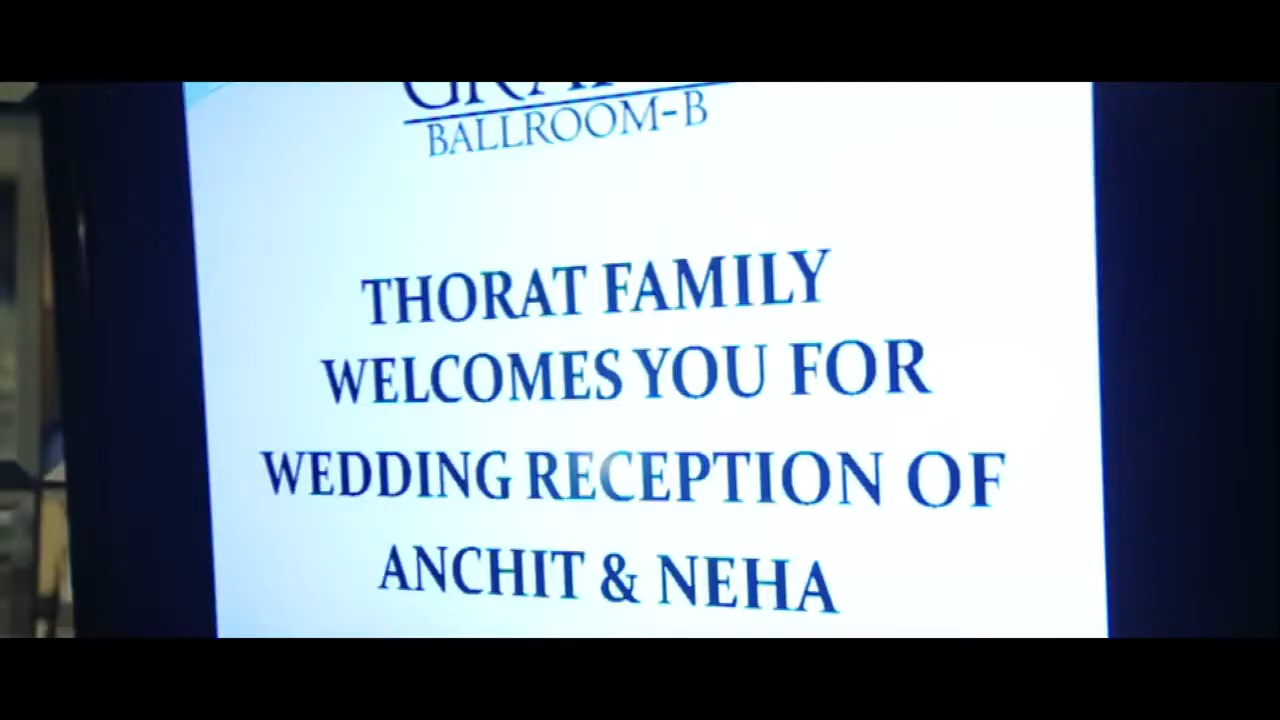 BALLROOM-B
THORAT FAMILY
WELCOMES YOU FOR
WEDDING RECEPTION OF
ANCHIT & NEHA